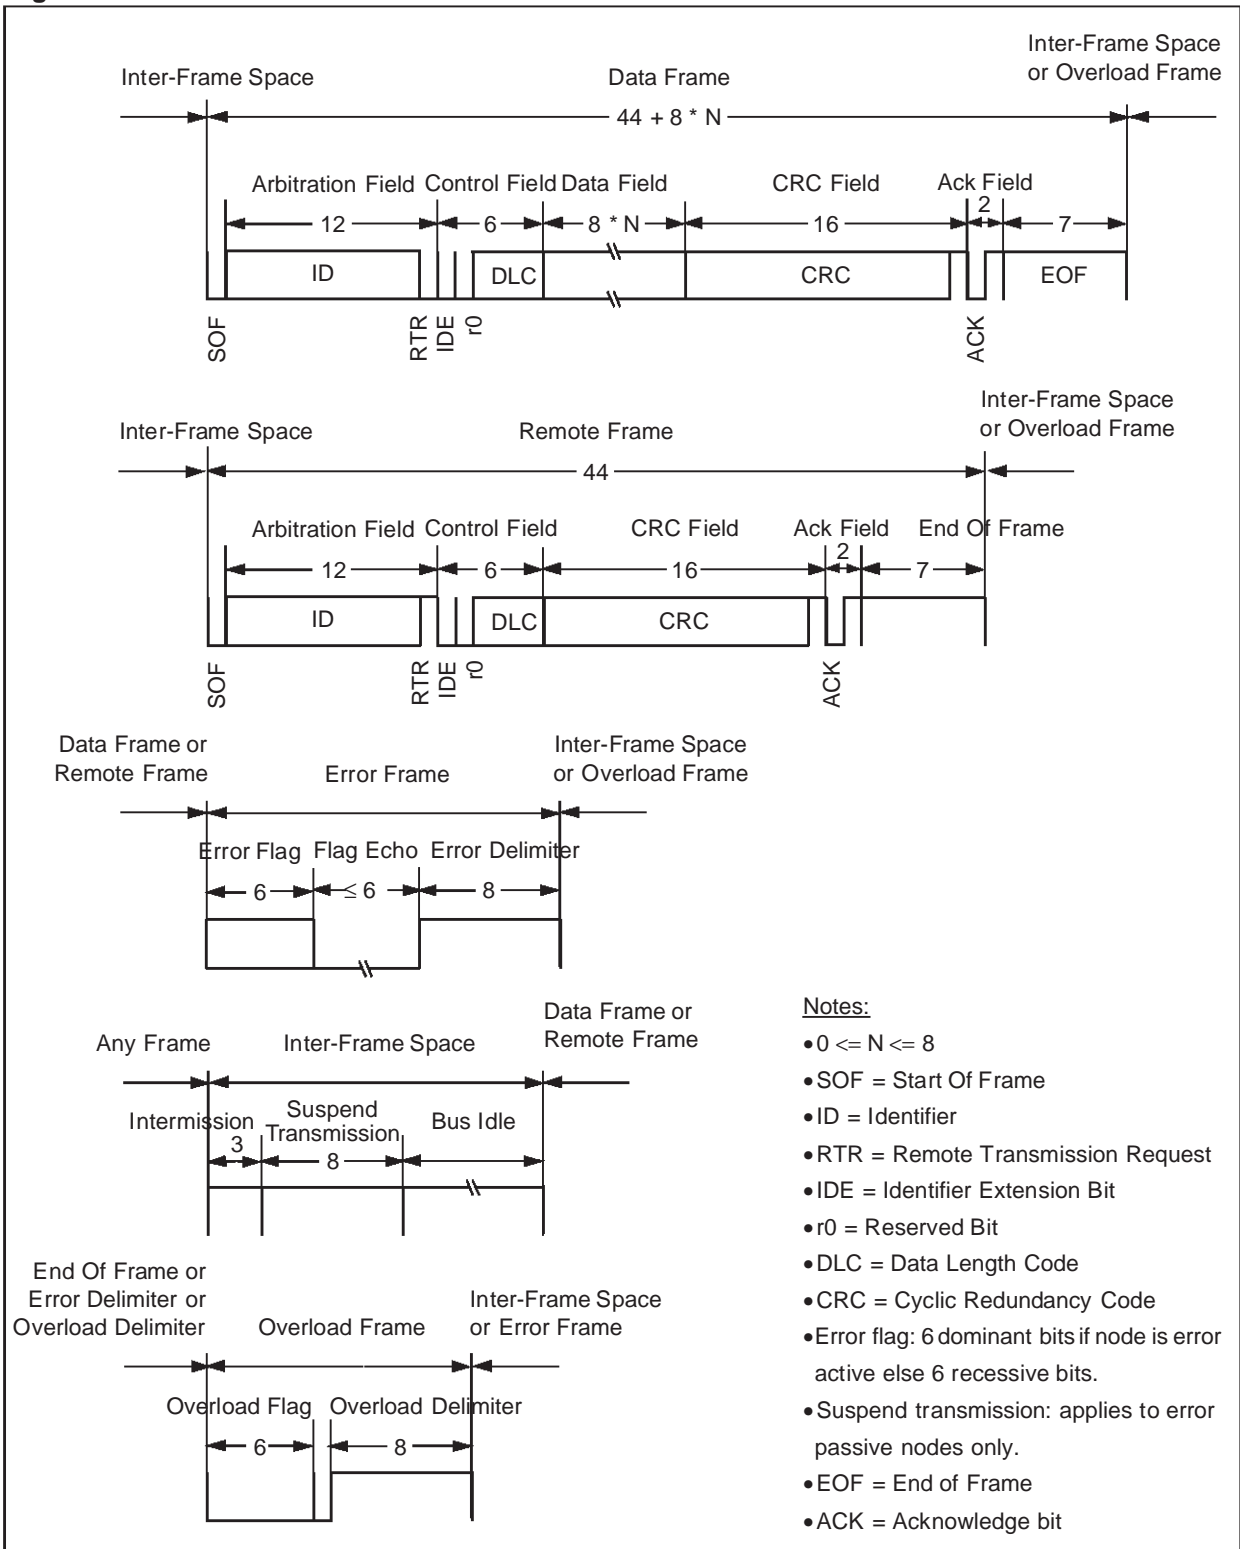 Inter-Frame Space
Data Frame
Inter-Frame Space
or Overload Frame
44 + 8 * N
Arbitration Field
Control Field
Data Field
CRC Field
Ack Field
12
6
8 * N
16
2
7
ID
DLC
CRC
EOF
SOF
RTR
IDE
r0
ACK
Inter-Frame Space
Remote Frame
Inter-Frame Space
or Overload Frame
44
Arbitration Field
Control Field
CRC Field
Ack Field
End Of Frame
12
6
16
2
7
ID
DLC
CRC
SOF
RTR
IDE
r0
ACK
Data Frame or
Remote Frame
Error Frame
Inter-Frame Space
or Overload Frame
Error Flag
Flag Echo
Error Delimiter
6
≤ 6
8
Any Frame
Inter-Frame Space
Data Frame or
Remote Frame
Intermission
Suspend
Transmission
Bus Idle
3
8
End Of Frame or
Error Delimiter or
Overload Delimiter
Overload Frame
Inter-Frame Space
or Error Frame
Overload Flag
Overload Delimiter
6
8
Notes:
•0 <= N <= 8
•SOF = Start Of Frame
•ID = Identifier
•RTR = Remote Transmission Request
•IDE = Identifier Extension Bit
•r0 = Reserved Bit
•DLC = Data Length Code
•CRC = Cyclic Redundancy Code
•Error flag: 6 dominant bits if node is error
active else 6 recessive bits.
•Suspend transmission: applies to error
passive nodes only.
•EOF = End of Frame
•ACK = Acknowledge bit